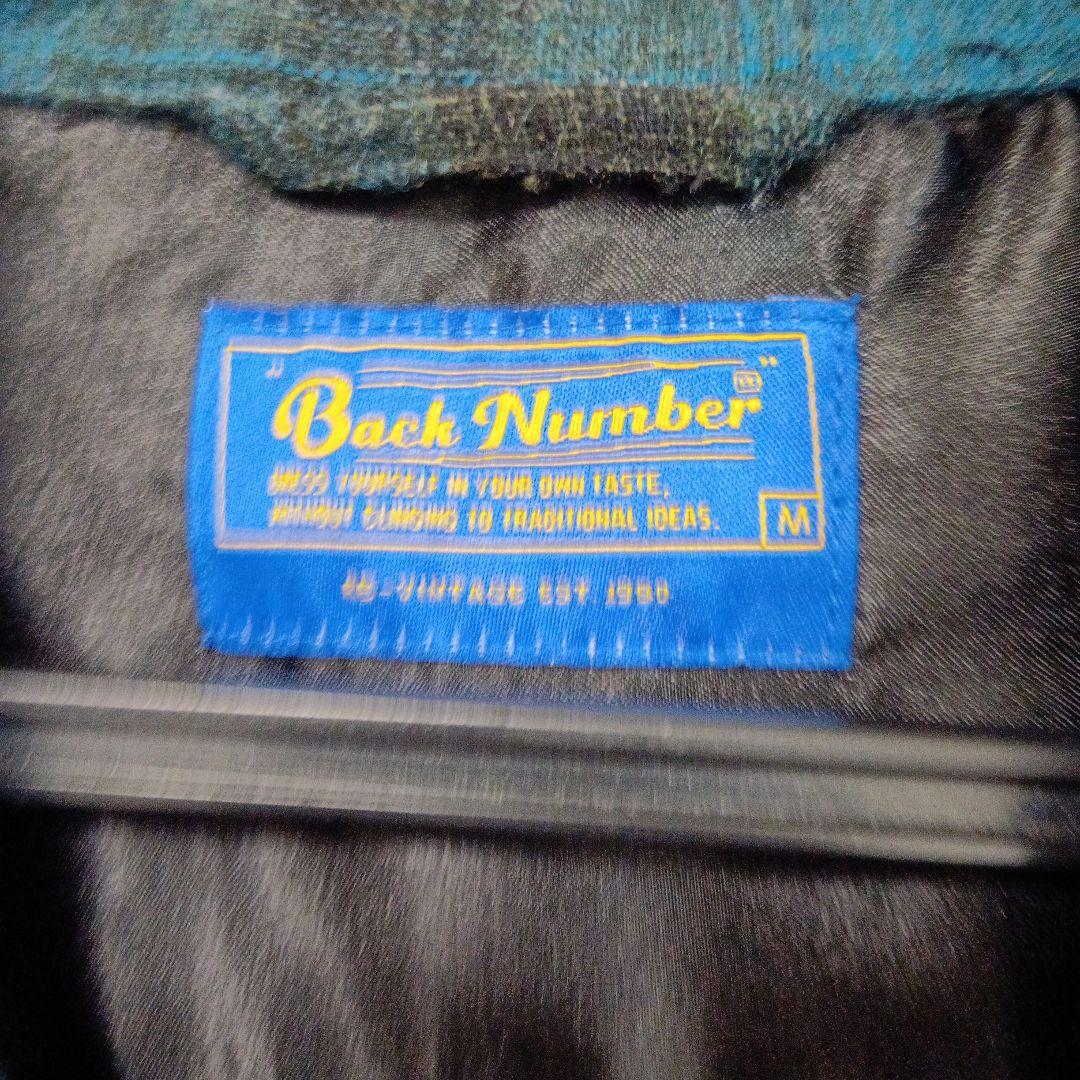 "Back Number"
DRESS YOURSELF IN YOUR OWN TASTE,
WITHOUT CLINGING TO TRADITIONAL IDEAS.
M
RE-VINTAGE EST 1990